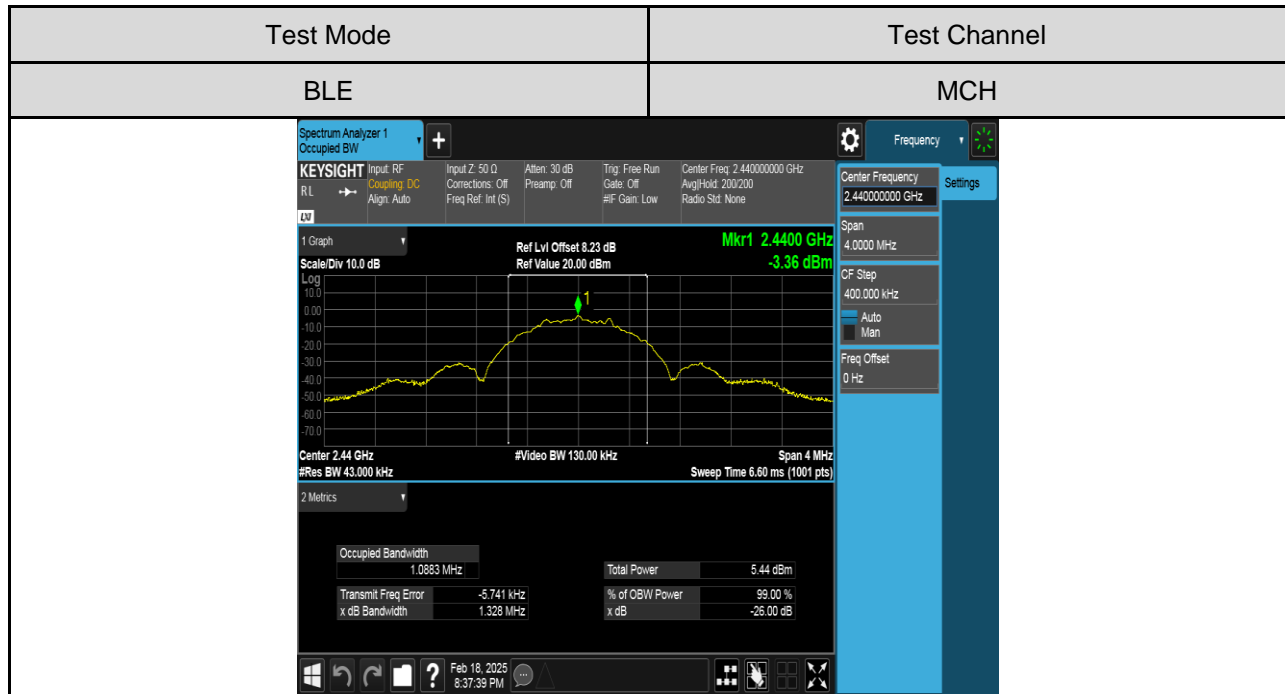 Test Mode Test Channel
BLE MCH
Spectrum Analyzer 1
Occupied BW
+
Frequency
KEYSIGHT Input: RF Input Z: 50 Ω Atten: 30 dB Trig: Free Run Center Freq: 2.440000000 GHz
RL Coupling: DC Corrections: Off Preamp: Off Gate: Off Avg|Hold: 200/200
Align: Auto Freq Ref: Int (S) #IF Gain: Low Radio Std: None
LXI
Center Frequency
2.440000000 GHz
Settings
Span
4.0000 MHz
CF Step
400.000 kHz
Auto
Man
Freq Offset
0 Hz
1 Graph Ref Lvl Offset 8.23 dB Mkr1 2.4400 GHz
Scale/Div 10.0 dB Ref Value 20.00 dBm -3.36 dBm
Log
1
10.0
0.00
-10.0
-20.0
-30.0
-40.0
-50.0
-60.0
-70.0
Center 2.44 GHz #Video BW 130.00 kHz Span 4 MHz
#Res BW 43.000 kHz Sweep Time 6.60 ms (1001 pts)
2 Metrics
Occupied Bandwidth
1.0883 MHz Total Power 5.44 dBm
Transmit Freq Error -5.741 kHz % of OBW Power 99.00 %
x dB Bandwidth 1.328 MHz x dB -26.00 dB
? Feb 18, 2025
8:37:39 PM